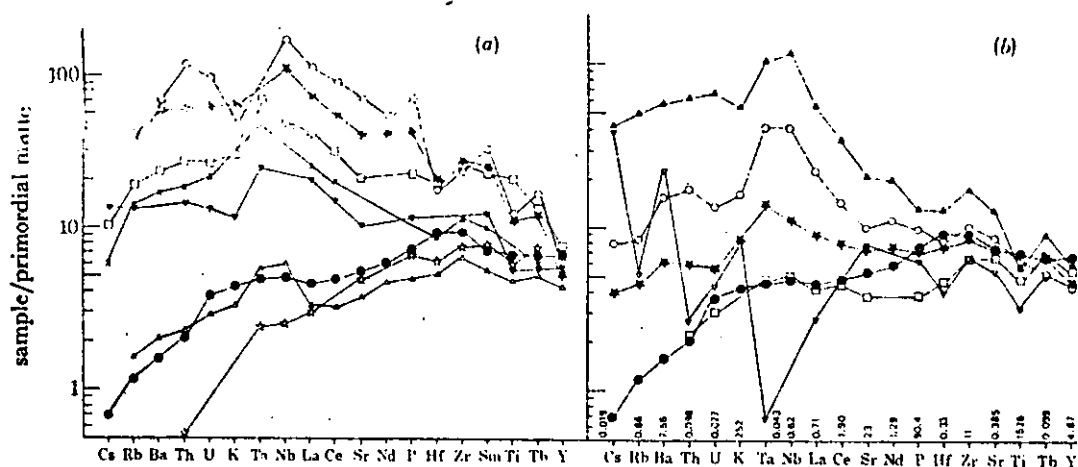 (a)
(b)
100
10
1
sample/primordial
Cs Rb Ba Th U K Ta Nb La Ce Sr Nd P Hf Zr Sm Ti Tb Y
0.019 0.86 7.56 0.098 0.027 252 0.043 0.62 0.71 1.90 23 1.29 90.4 0.33 11 0.385 1526 0.099 4.87
Cs Rb Ba Th U K Ta Nb La Ce Sr Nd P Hf Zr Sr Ti Tb Y